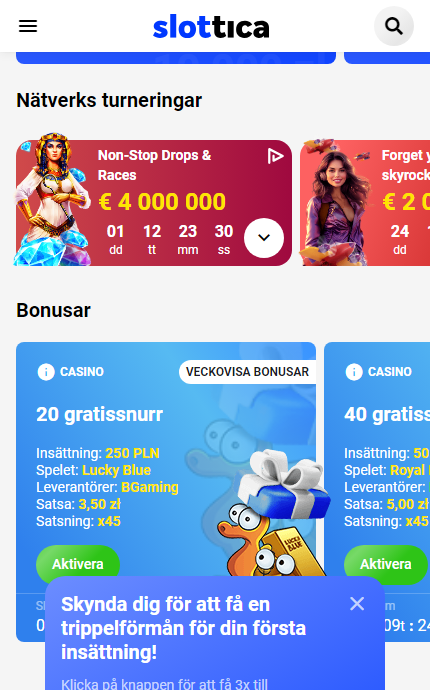 slottica
Nätverks turneringar
Non-Stop Drops &
Races
€ 4 000 000
01 12 23 30
dd tt mm ss
Forget
skyrock
€ 2 0
24
dd
Bonusar
CASINO
VECKOVISA BONUSAR
20 gratissnurr
Insättning: 250 PLN
Spelet: Lucky Blue
Leverantörer: BGaming
Satsa: 3,50 zł
Satsning: x45
Aktivera
LUCKY
BLUE
CASINO
40 gratiss
Insättning: 50
Spelet: Royal
Leverantörer:
Satsa: 5,00 zł
Satsning: x45
Aktivera
09t : 24
Skynda dig för att få en
trippelförmån för din första
insättning!
Klicka på knappen för att få 3x till